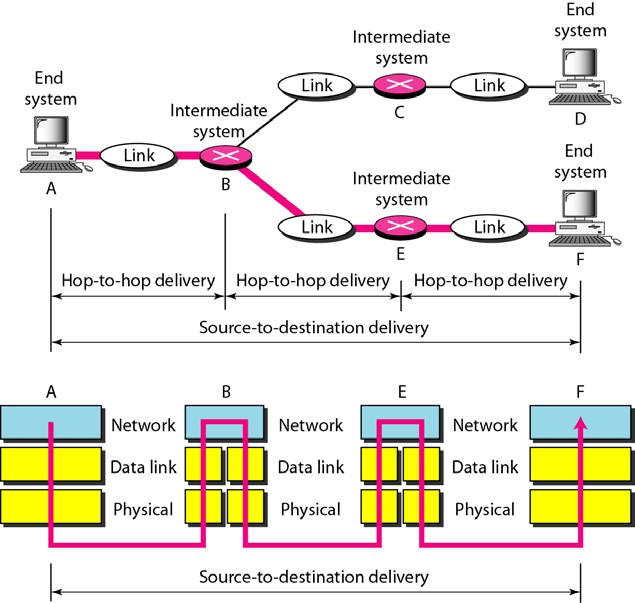 End
system
Intermediate
system
Link
C
Link
D
End
system
Intermediate
system
End
system
Link
A
B
Intermediate
system
Link
E
Link
F
Hop-to-hop delivery
Hop-to-hop delivery
Hop-to-hop delivery
Source-to-destination delivery
A
B
E
F
Network
Network
Network
Data link
Data link
Data link
Physical
Physical
Physical
Source-to-destination delivery